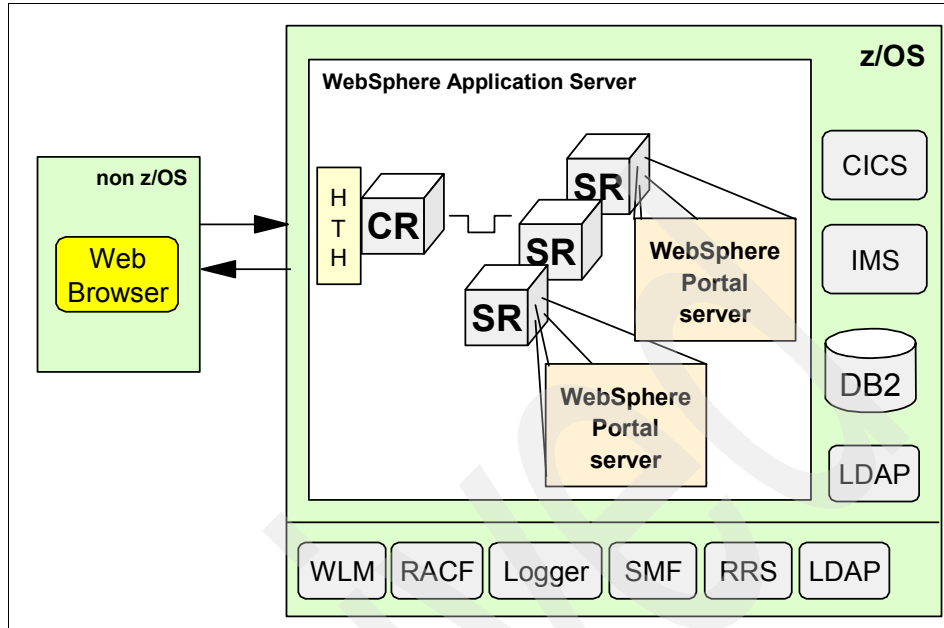 z/OS
WebSphere Application Server
non z/OS
Web
Browser
H
T
H
CR
SR
SR
SR
WebSphere
Portal
server
WebSphere
Portal
server
CICS
IMS
DB2
LDAP
WLM
RACF
Logger
SMF
RRS
LDAP